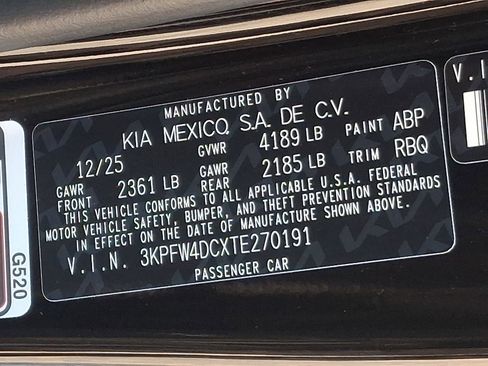 MANUFACTURED BY
KIA MEXICO, S.A. DE C.V.
12/25 GVWR 4189 LB PAINT ABP
GAWR FRONT 2361 LB GAWR REAR 2185 LB TRIM RBQ
THIS VEHICLE CONFORMS TO ALL APPLICABLE U.S.A. FEDERAL
MOTOR VEHICLE SAFETY, BUMPER, AND THEFT PREVENTION STANDARDS
IN EFFECT ON THE DATE OF MANUFACTURE SHOWN ABOVE.
V.I.N. 3KPFW4DCXTE270191
PASSENGER CAR
G520
V.I